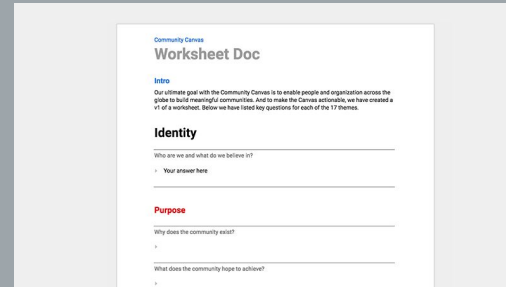 Community Canvas
Worksheet Doc
Intro
Our ultimate goal with the Community Canvas is to enable people and organization across the
globe to build meaningful communities. And to make the Canvas actionable, we have created a
v1 of a worksheet. Below we have listed key questions for each of the 17 themes.
Identity
Who are we and what do we believe in?
Your answer here
Purpose
Why does the community exist?
What does the community hope to achieve?